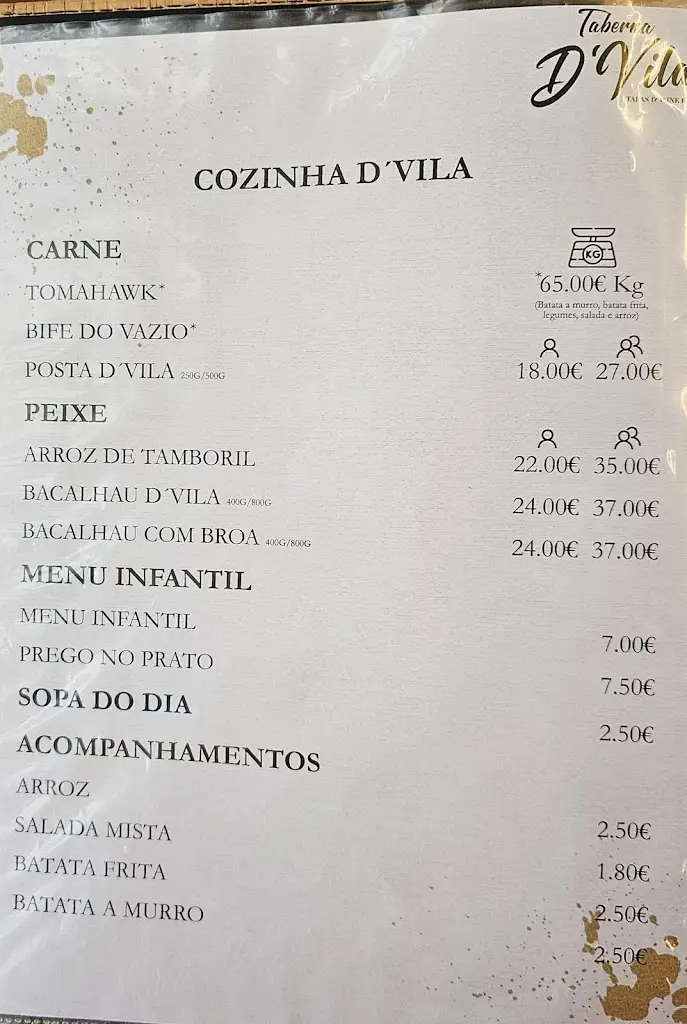 Taberna
D'Vila
TAPAS & WINE
COZINHA D´VILA
CARNE
KG
TOMAHAWK* *65.00€ Kg
(Batata a murro, batata frita,
legumes, salada e arroz)
BIFE DO VAZIO*
POSTA D´VILA 250G/500G 18.00€ 27.00€
PEIXE
ARROZ DE TAMBORIL 22.00€ 35.00€
BACALHAU D´VILA 400G/800G 24.00€ 37.00€
BACALHAU COM BROA 400G/800G 24.00€ 37.00€
MENU INFANTIL
MENU INFANTIL 7.00€
PREGO NO PRATO 7.50€
SOPA DO DIA 2.50€
ACOMPANHAMENTOS
ARROZ 2.50€
SALADA MISTA 1.80€
BATATA FRITA 2.50€
BATATA A MURRO 2.50€